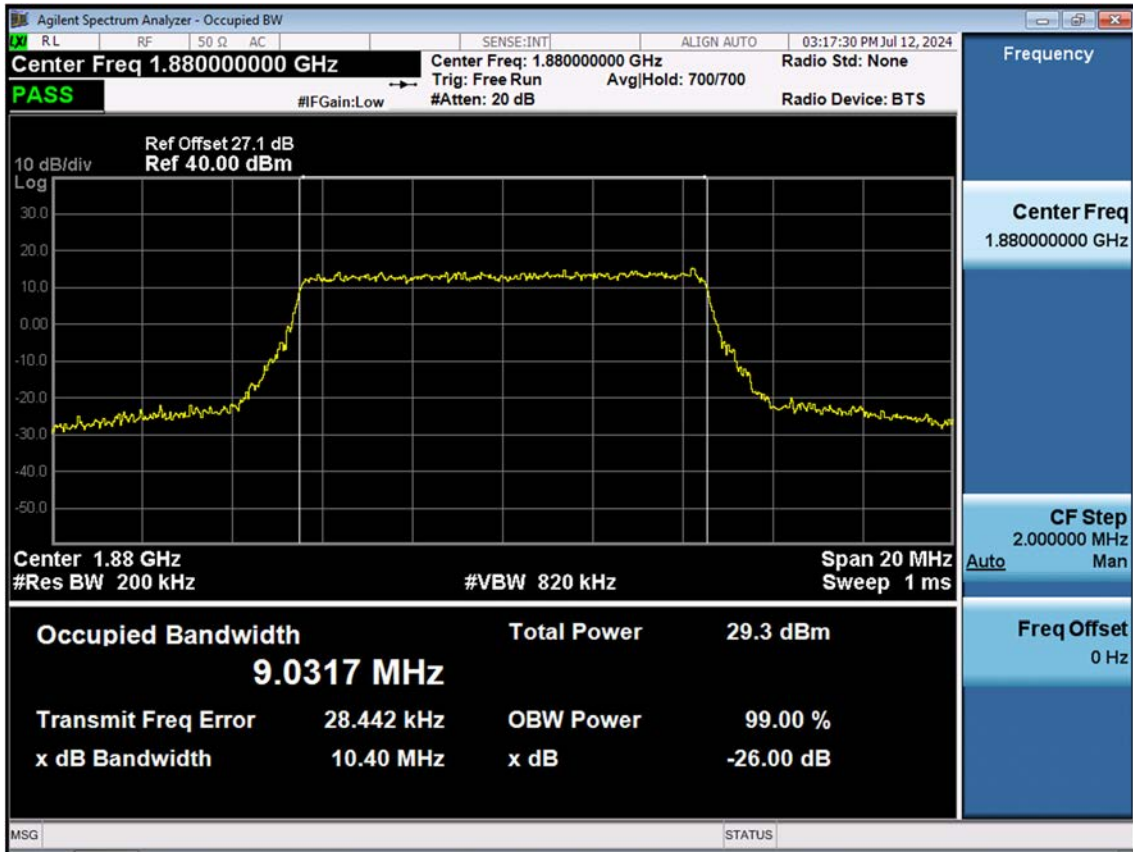 Agilent Spectrum Analyzer - Occupied BW
LXI RL RF 50 Ω AC SENSE:INT ALIGN AUTO 03:17:30 PM Jul 12, 2024
Center Freq 1.880000000 GHz
PASS
#IFGain:Low
Center Freq: 1.880000000 GHz
Trig: Free Run Avg|Hold: 700/700
#Atten: 20 dB
Radio Std: None
Radio Device: BTS
Ref Offset 27.1 dB
10 dB/div Ref 40.00 dBm
Log
30.0
20.0
10.0
0.00
-10.0
-20.0
-30.0
-40.0
-50.0
Center 1.88 GHz Span 20 MHz
#Res BW 200 kHz #VBW 820 kHz Sweep 1 ms
Occupied Bandwidth Total Power 29.3 dBm
9.0317 MHz
Transmit Freq Error 28.442 kHz OBW Power 99.00 %
x dB Bandwidth 10.40 MHz x dB -26.00 dB
MSG STATUS
Frequency
Center Freq
1.880000000 GHz
CF Step
2.000000 MHz
Auto Man
Freq Offset
0 Hz